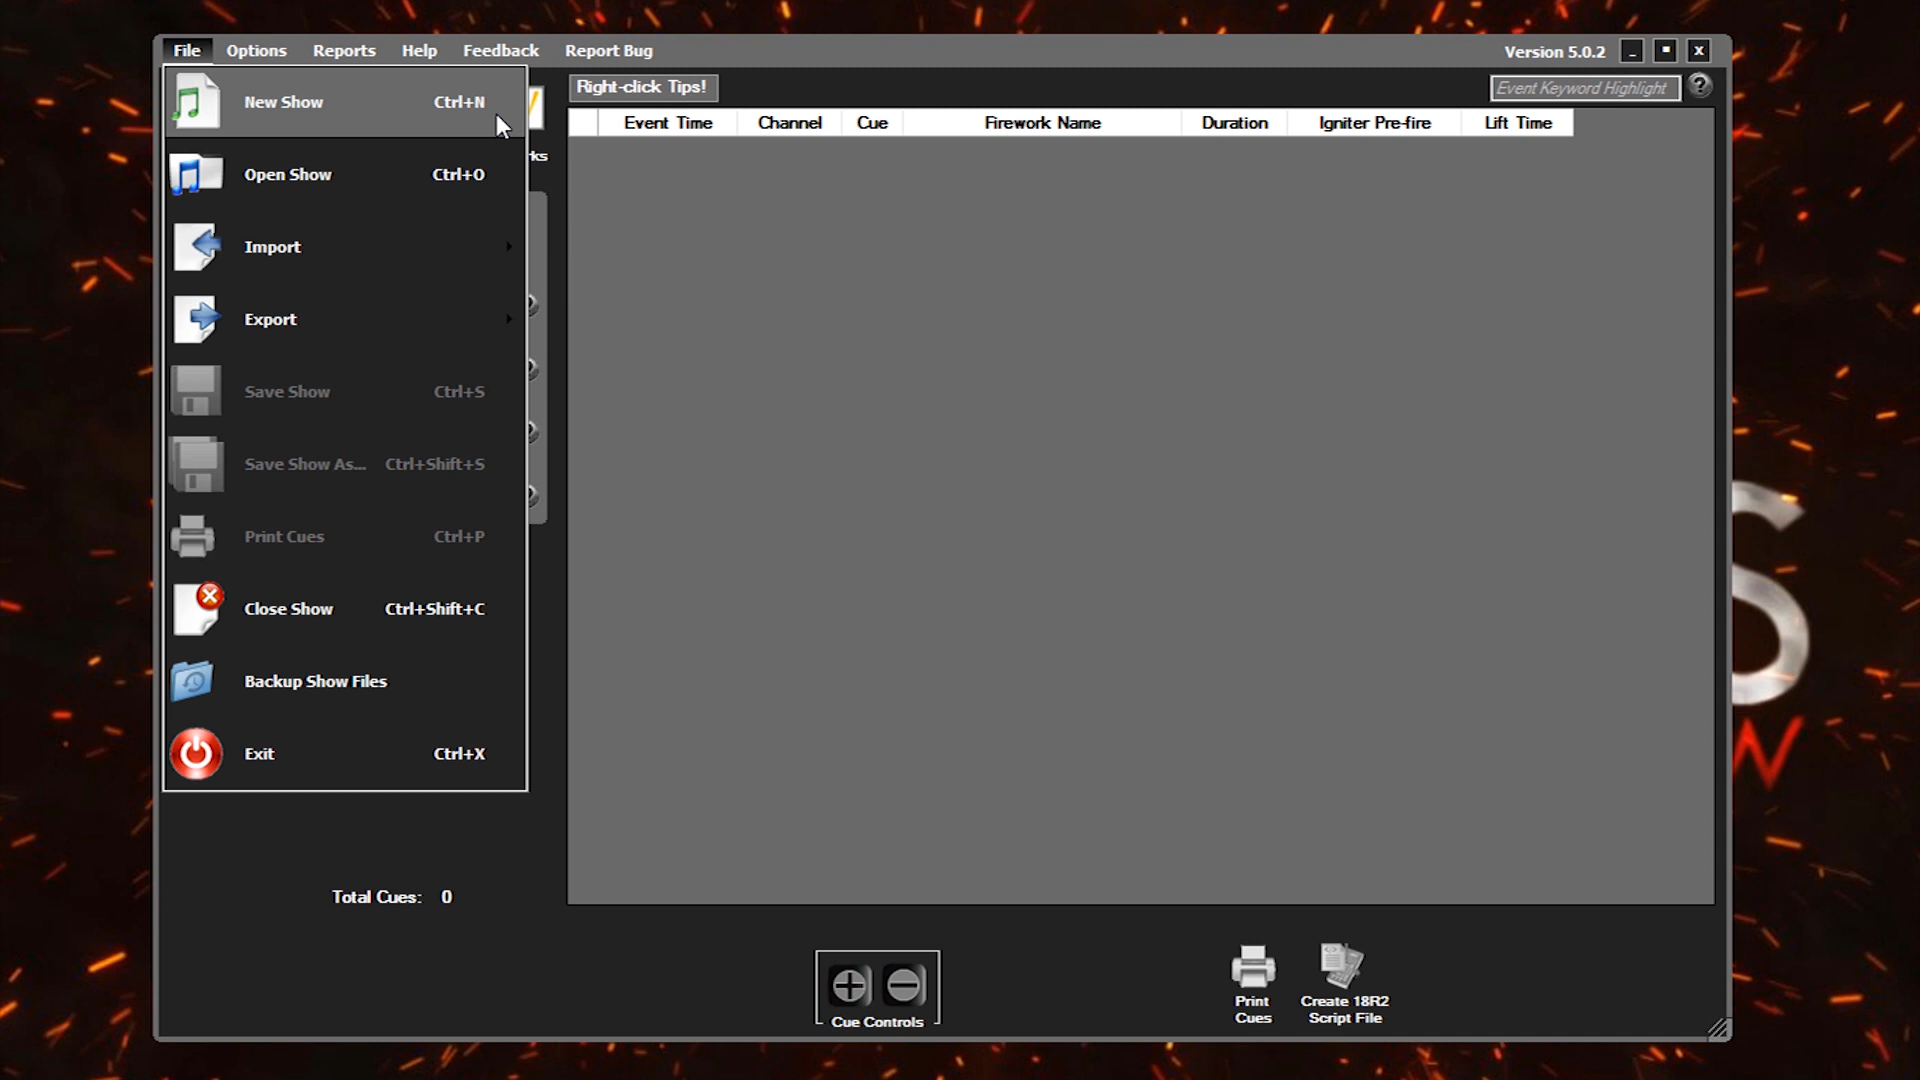 File Options Reports Help Feedback Report Bug Version 5.0.2
Right-click Tips! Event Keyword Highlight
New Show Ctrl+N
Open Show Ctrl+O
Import
Export
Save Show Ctrl+S
Save Show As... Ctrl+Shift+S
Print Cues Ctrl+P
Close Show Ctrl+Shift+C
Backup Show Files
Exit Ctrl+X
Event Time Channel Cue Firework Name Duration Igniter Pre-fire Lift Time
Total Cues: 0
Cue Controls
Print
Cues
Create 18R2
Script File
S
W